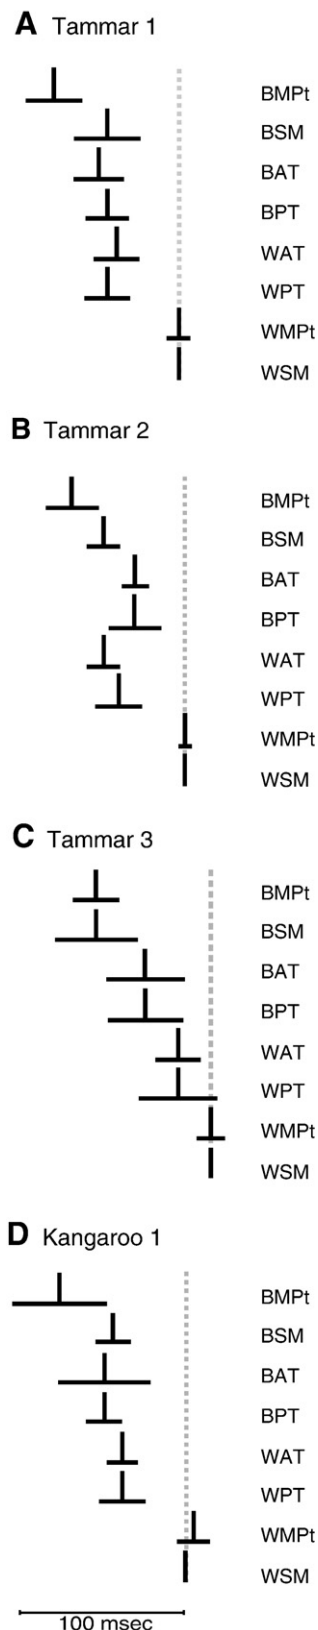 A Tammar 1
BMPt
BSM
BAT
BPT
WAT
WPT
WMPt
WSM
B Tammar 2
BMPt
BSM
BAT
BPT
WAT
WPT
WMPt
WSM
C Tammar 3
BMPt
BSM
BAT
BPT
WAT
WPT
WMPt
WSM
D Kangaroo 1
BMPt
BSM
BAT
BPT
WAT
WPT
WMPt
WSM
100 msec